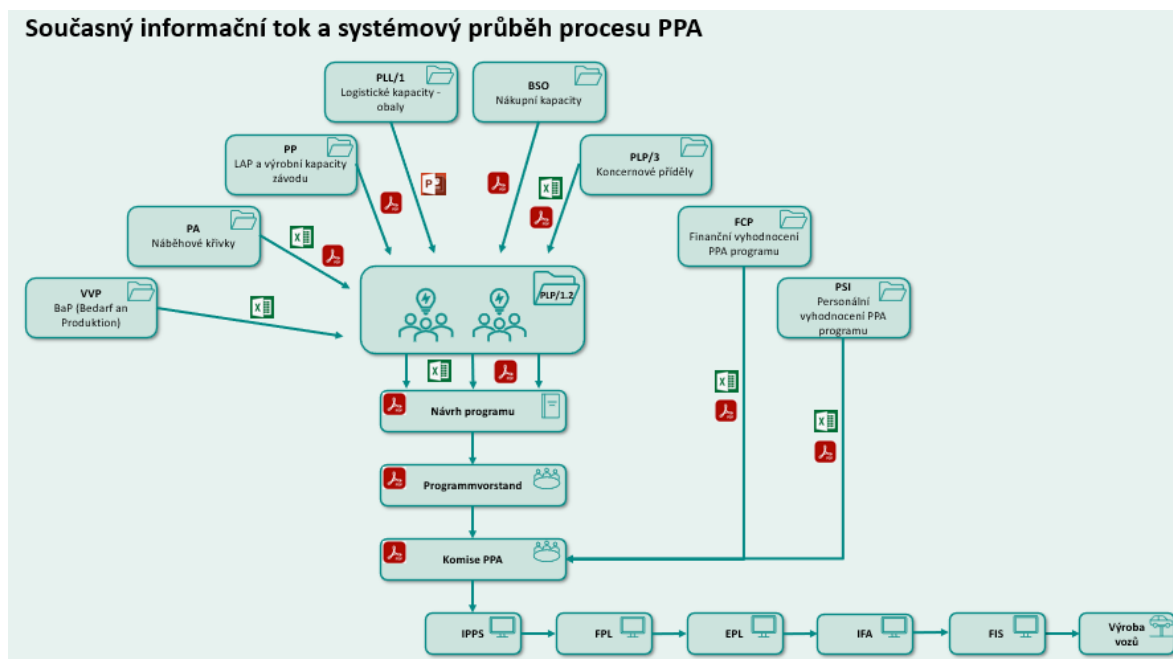 Současný informační tok a systémový průběh procesu PPA
PLL/1
Logistické kapacity -
obaly
BSO
Nákupní kapacity
PP
LAP a výrobní kapacity
závodu
PLP/3
Koncernové příděly
PA
Náběhové křivky
FCP
Finanční vyhodnocení
PPA programu
VVP
BaP (Bedarf an
Produktion)
PLP/1.2
PSI
Personální
vyhodnocení PPA
programu
Návrh programu
Programmvorstand
Komise PPA
IPPS
FPL
EPL
IFA
FIS
Výroba
vozů